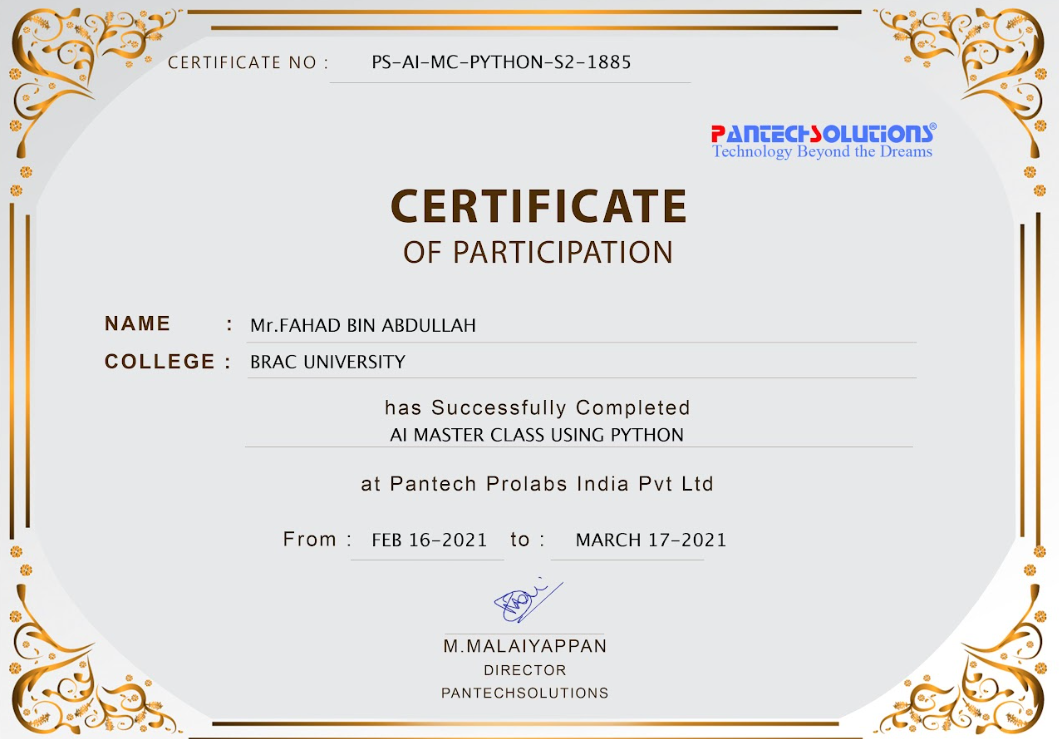 CERTIFICATE NO : PS-AI-MC-PYTHON-S2-1885
PANTECHSOLUTIONS®
Technology Beyond the Dreams
CERTIFICATE
OF PARTICIPATION
NAME : Mr.FAHAD BIN ABDULLAH
COLLEGE : BRAC UNIVERSITY
has Successfully Completed
AI MASTER CLASS USING PYTHON
at Pantech Prolabs India Pvt Ltd
From : FEB 16-2021 to : MARCH 17-2021
M.MALAIYAPPAN
DIRECTOR
PANTECHSOLUTIONS